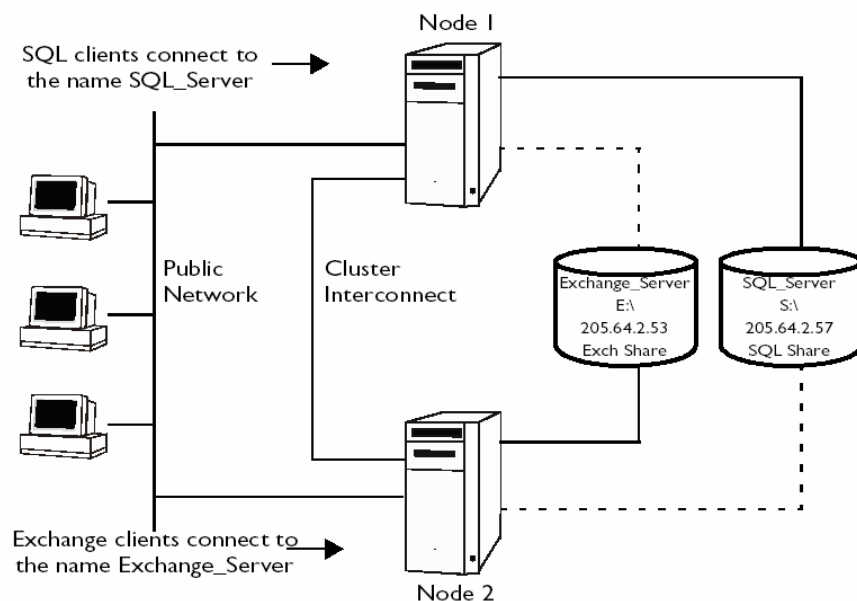 Node 1
SQL clients connect to
the name SQL_Server
Public
Network
Cluster
Interconnect
Exchange_Server
E:\
205.64.2.53
Exch Share
SQL_Server
S:\
205.64.2.57
SQL Share
Exchange clients connect to
the name Exchange_Server
Node 2